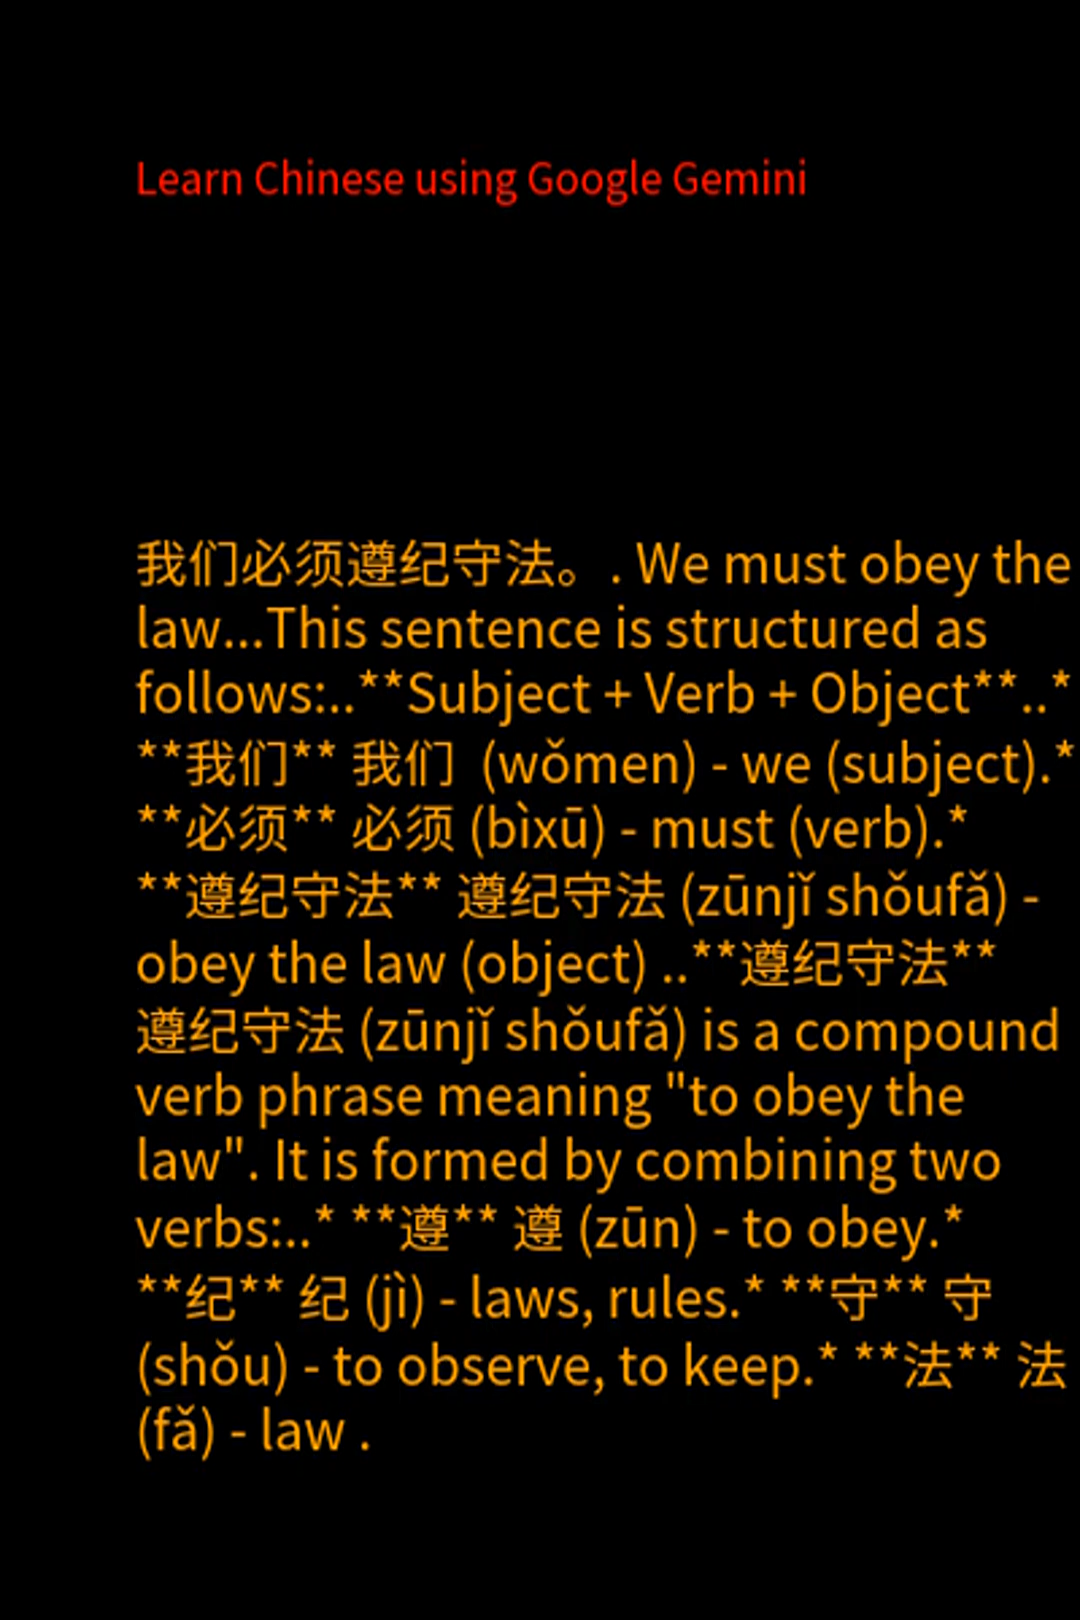 Learn Chinese using Google Gemini
我们必须遵纪守法。. We must obey the
law...This sentence is structured as
follows:..**Subject + Verb + Object**..*
**我们** 我们 (wǒmen) - we (subject).*
**必须** 必须 (bìxū) - must (verb).*
**遵纪守法** 遵纪守法 (zūnjǐ shǒufǎ) -
obey the law (object) ..**遵纪守法**
遵纪守法 (zūnjǐ shǒufǎ) is a compound
verb phrase meaning "to obey the
law". It is formed by combining two
verbs:..* **遵** 遵 (zūn) - to obey.*
**纪** 纪 (jì) - laws, rules.* **守** 守
(shǒu) - to observe, to keep.* **法** 法
(fǎ) - law .